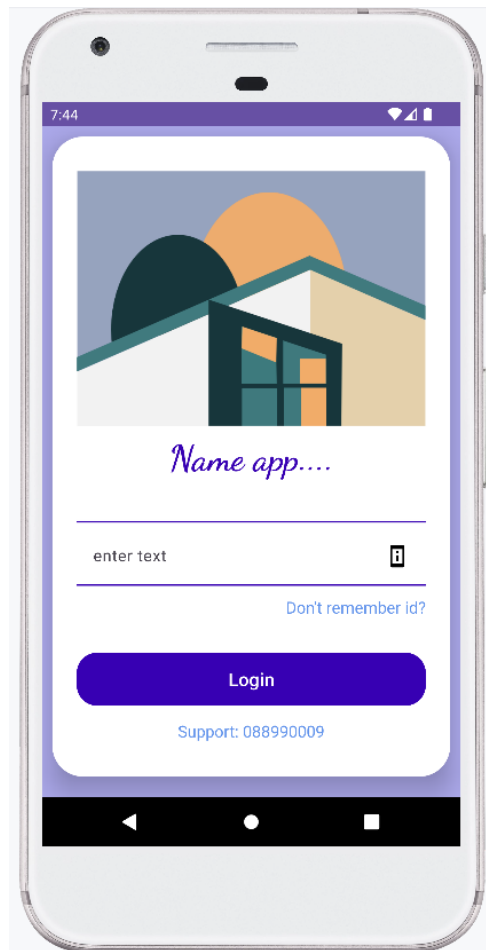 7:44
Name app....
enter text
Don't remember id?
Login
Support: 088990009